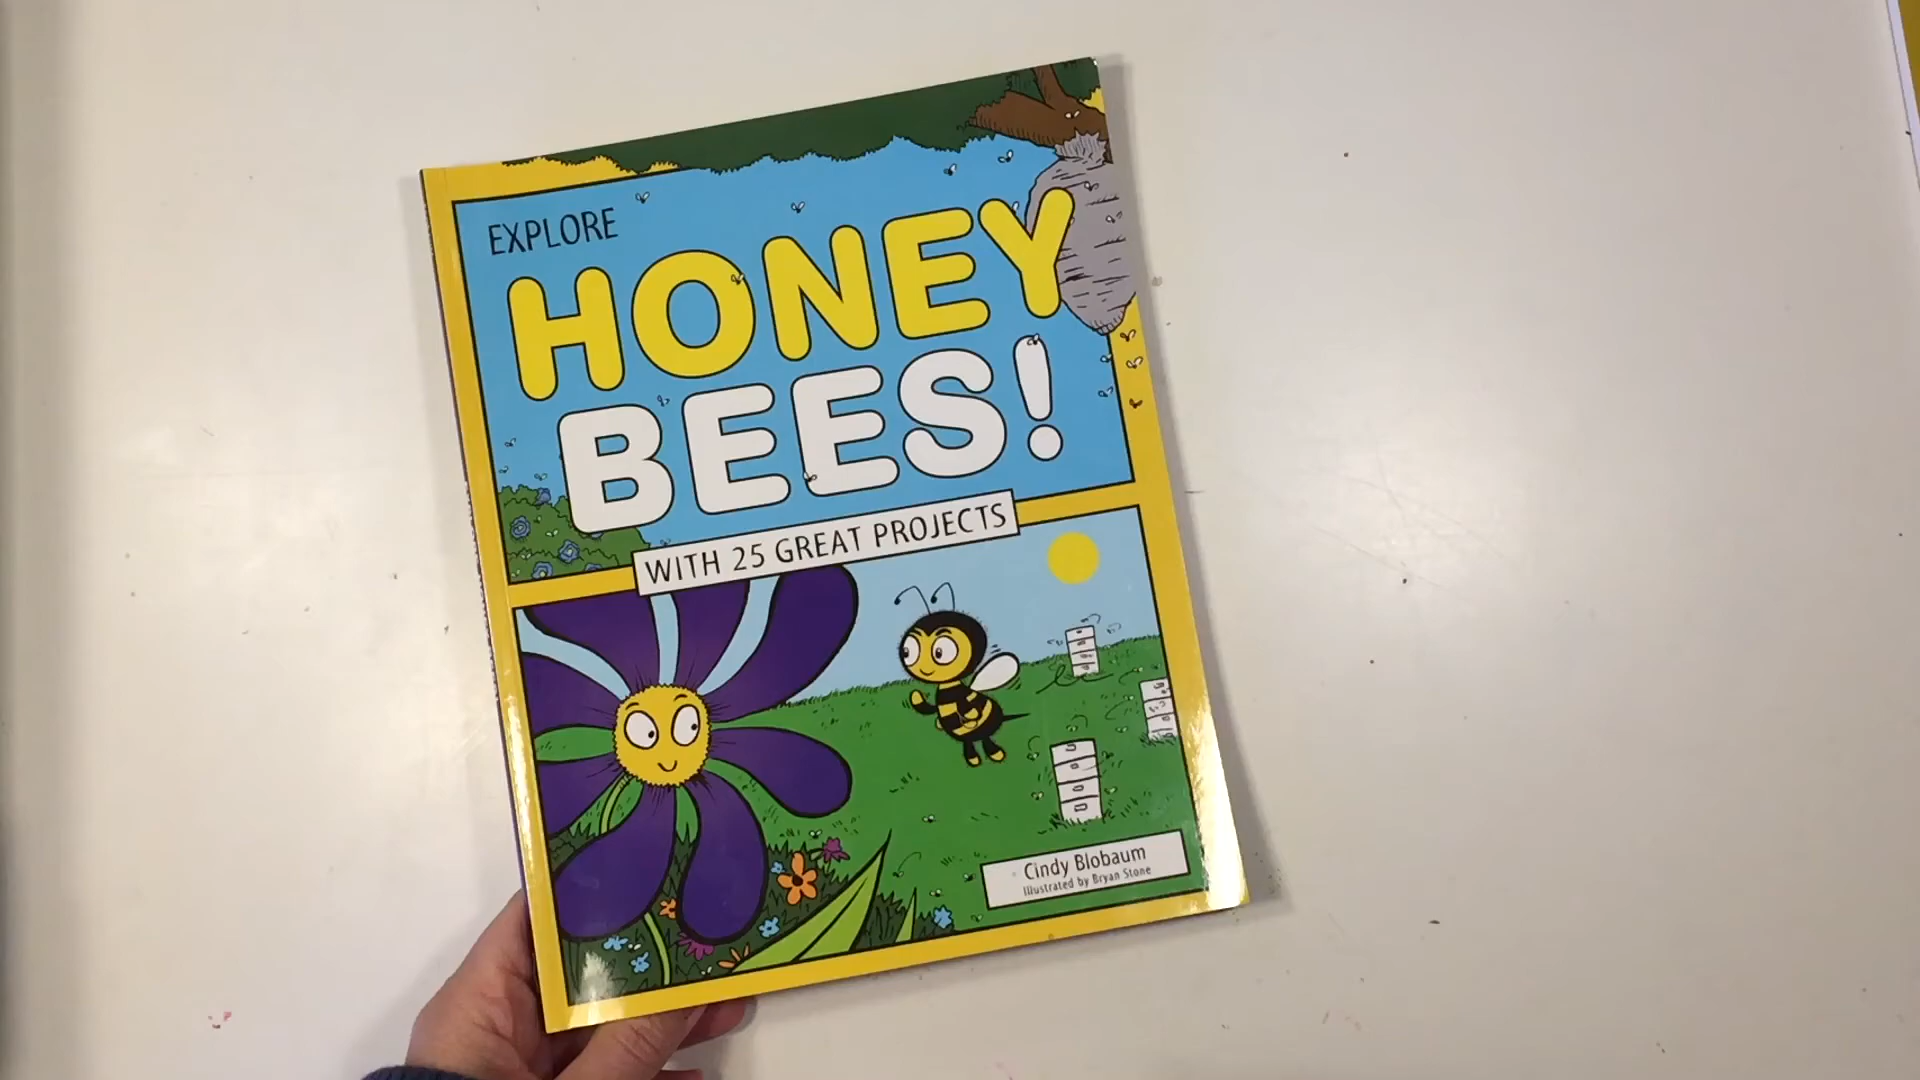 EXPLORE
HONEY
BEES!
WITH 25 GREAT PROJECTS
Cindy Blobaum
Illustrated by Bryan Stone